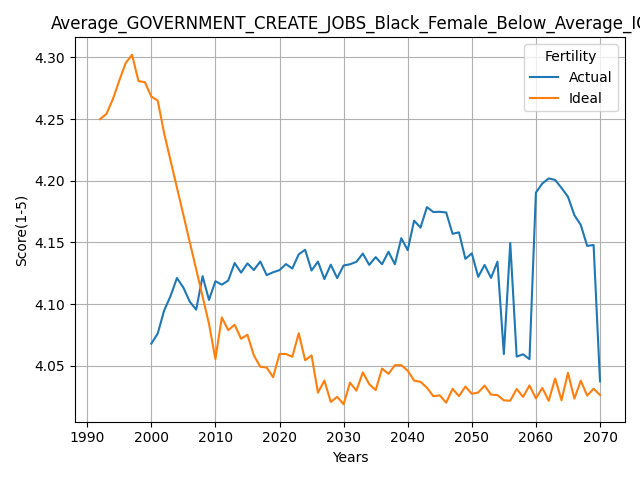 Average_GOVERNMENT_CREATE_JOBS_Black_Female_Below_Average_IC
Fertility
Actual
Ideal
4.30
4.25
4.20
4.15
4.10
4.05
Score(1-5)
1990 2000 2010 2020 2030 2040 2050 2060 2070
Years